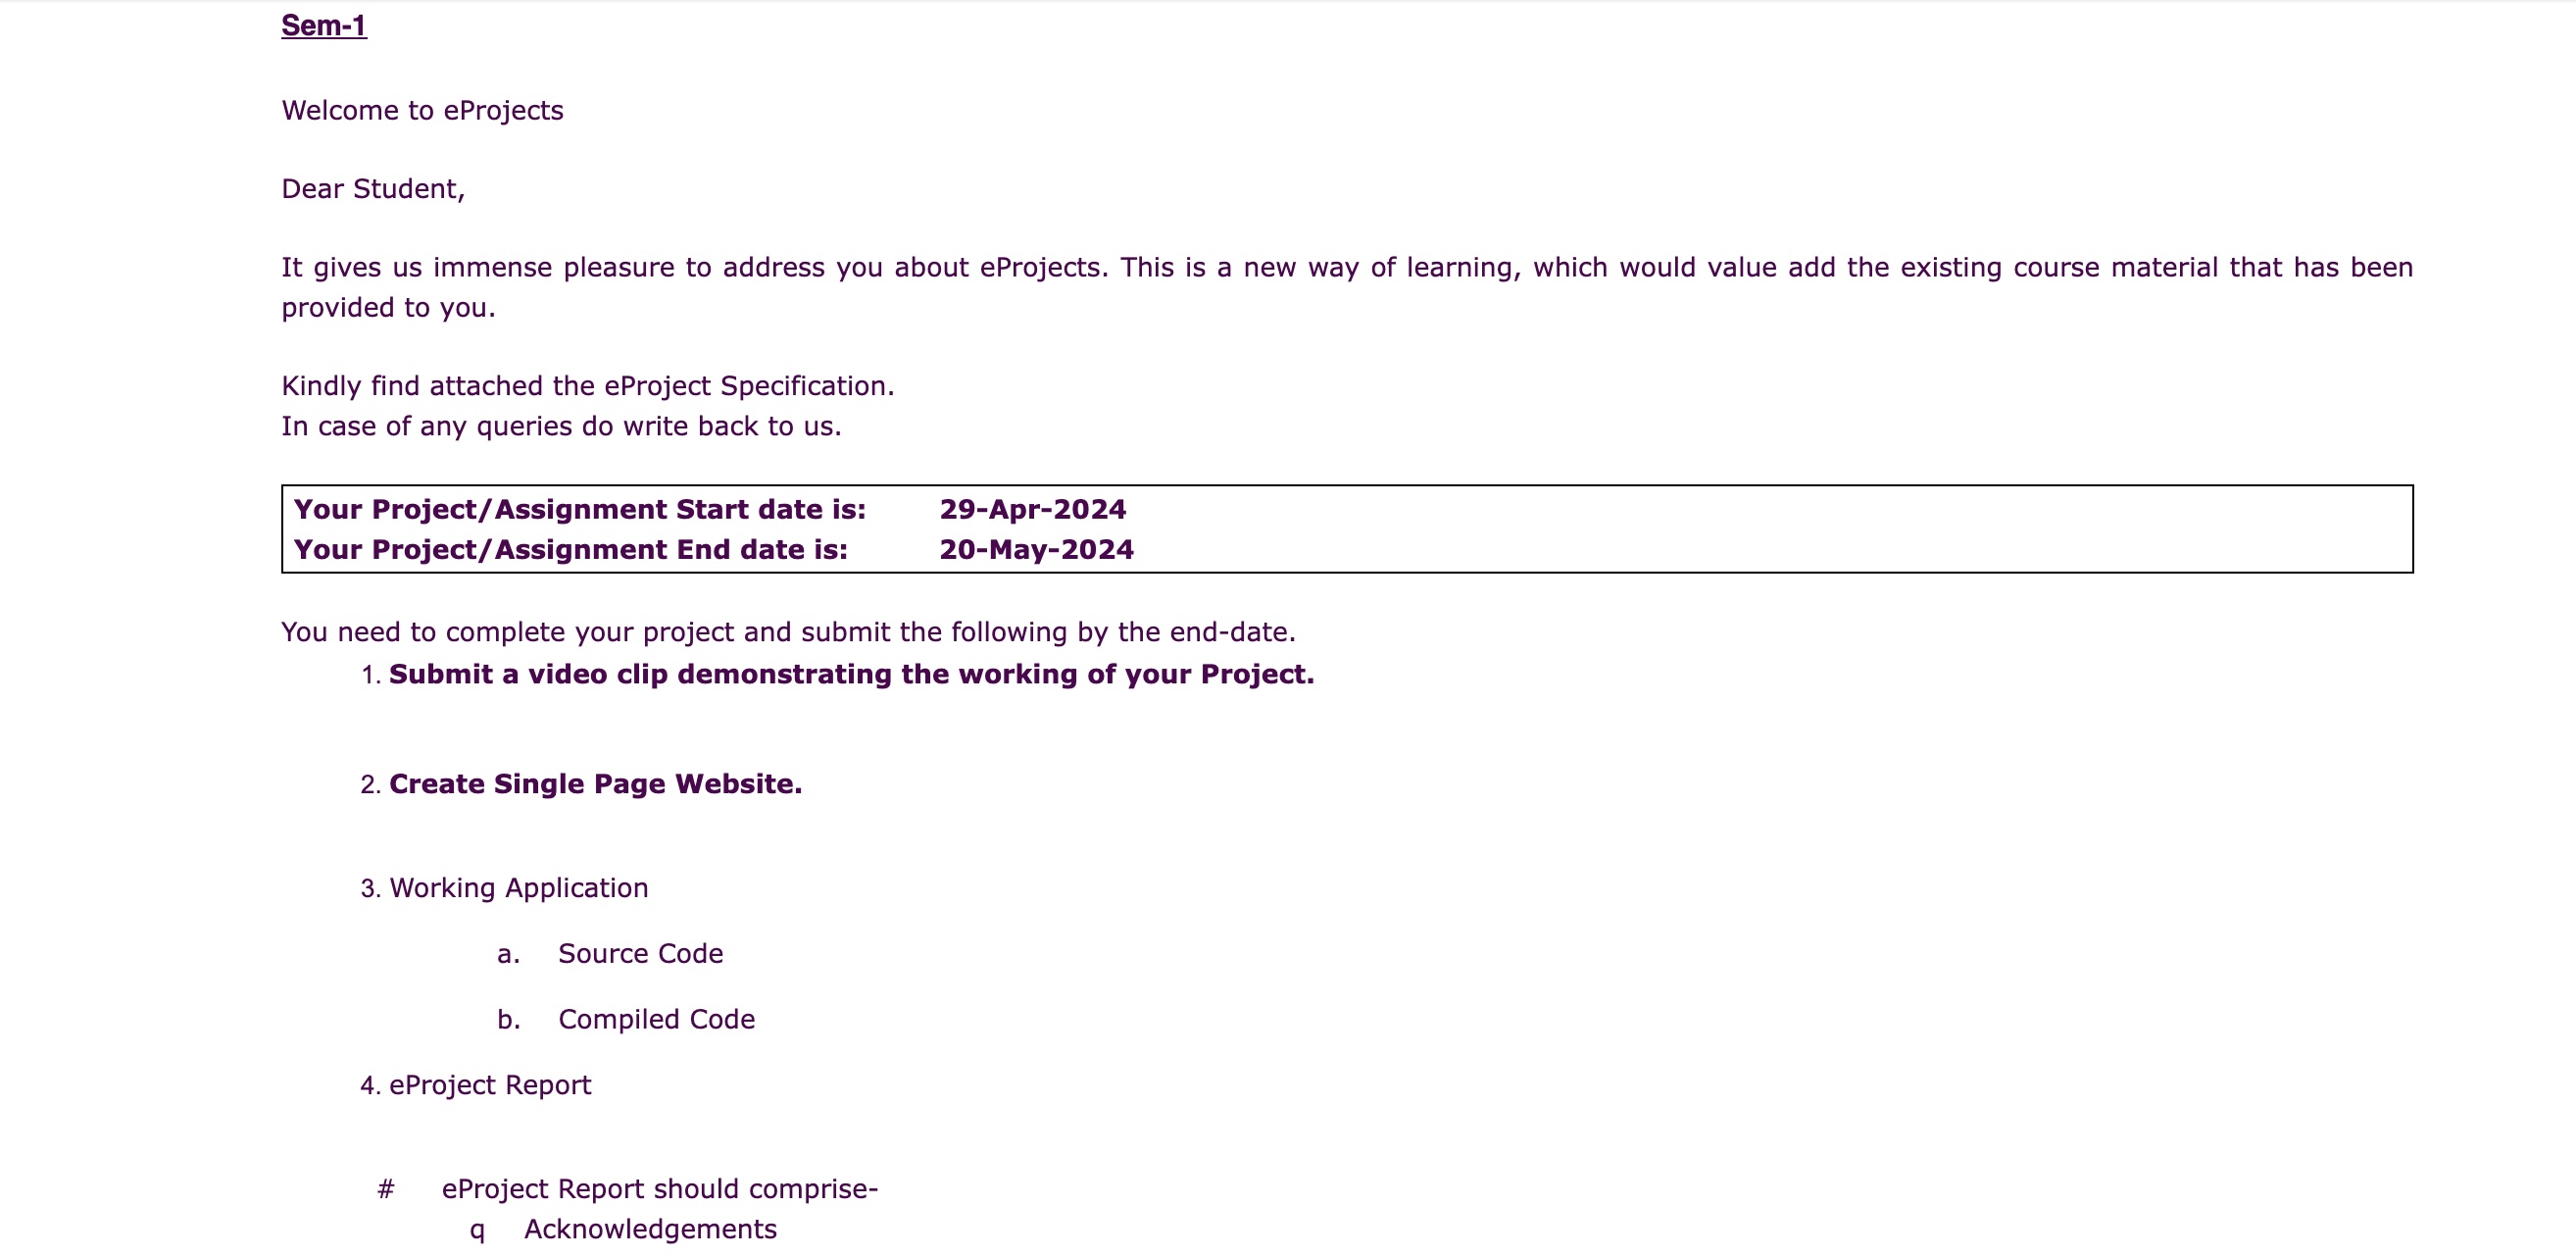 Sem-1
Welcome to eProjects
Dear Student,
It gives us immense pleasure to address you about eProjects. This is a new way of learning, which would value add the existing course material that has been
provided to you.
Kindly find attached the eProject Specification.
In case of any queries do write back to us.
Your Project/Assignment Start date is: 29-Apr-2024
Your Project/Assignment End date is: 20-May-2024
You need to complete your project and submit the following by the end-date.
1. Submit a video clip demonstrating the working of your Project.
2. Create Single Page Website.
3. Working Application
a. Source Code
b. Compiled Code
4. eProject Report
# eProject Report should comprise-
q Acknowledgements